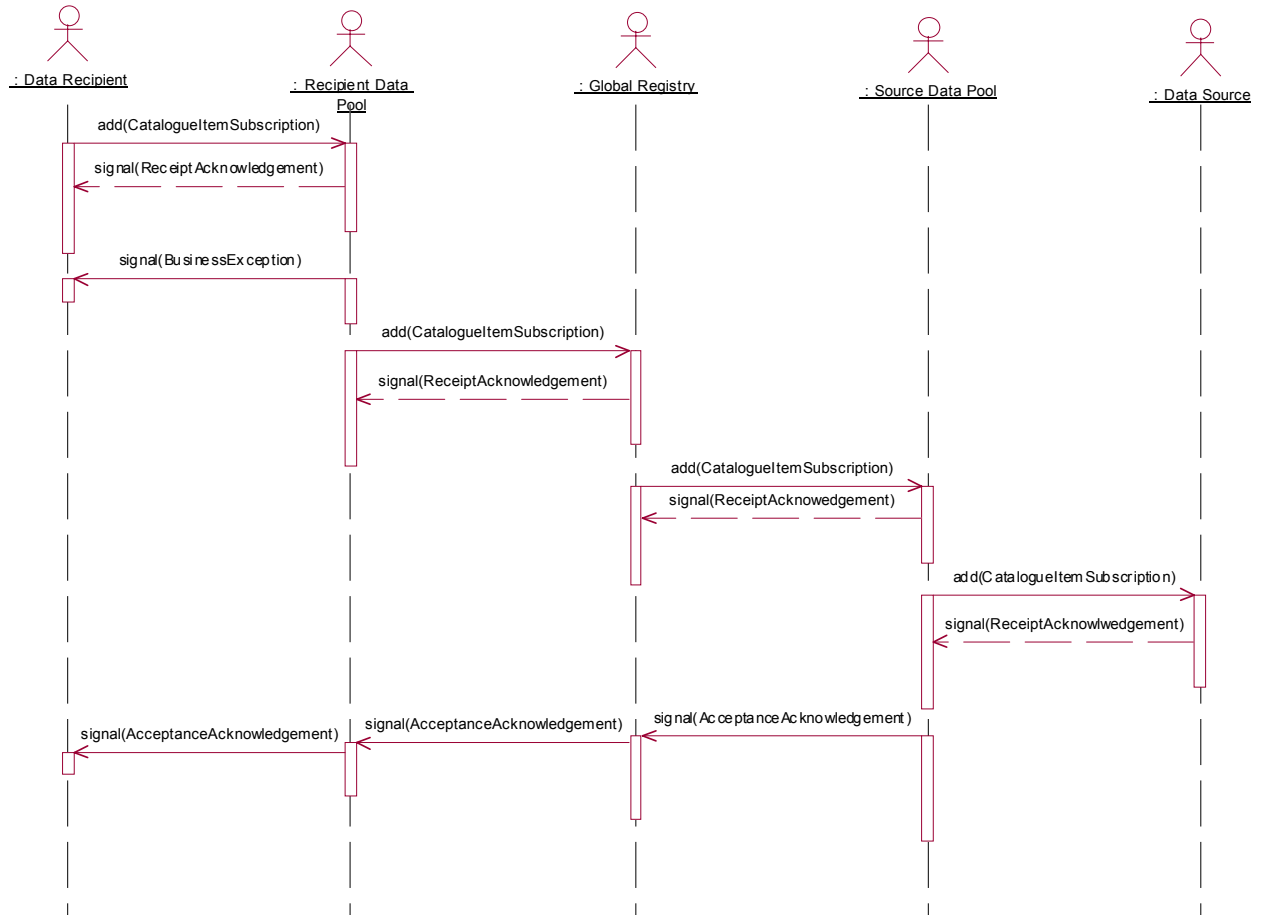 : Data Recipient
: Recipient Data
Pool
: Global Registry
: Source Data Pool
: Data Source
add(CatalogueItemSubscription)
signal(ReceiptAcknowledgement)
signal(BusinessException)
add(CatalogueItemSubscription)
signal(ReceiptAcknowledgement)
add(CatalogueItemSubscription)
signal(ReceiptAcknowedgement)
add(CatalogueItemSubscription)
signal(ReceiptAcknowlwedgement)
signal(AcceptanceAcknowledgement)
signal(AcceptanceAcknowledgement)
signal(AcceptanceAcknowledgement)